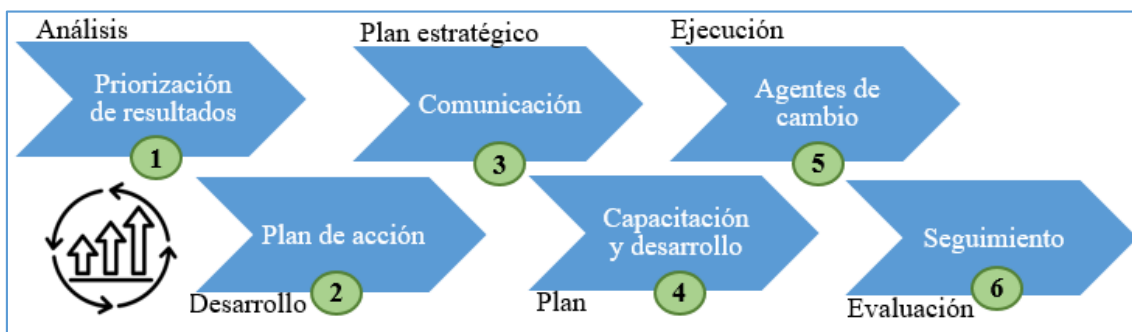 Análisis
Priorización
de resultados
1
Plan de acción
2
Desarrollo
Plan estratégico
Comunicación
3
Capacitación
y desarrollo
4
Plan
Ejecución
Agentes de
cambio
5
Seguimiento
6
Evaluación